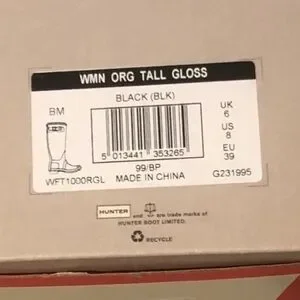 WMN ORG TALL GLOSS
BLACK (BLK)
BM
UK
6
US
8
EU
39
5 013441 353265
99/BP
WFT1000RGL MADE IN CHINA G231995
HUNTER and are trade marks of
HUNTER BOOT LIMITED.
RECYCLE